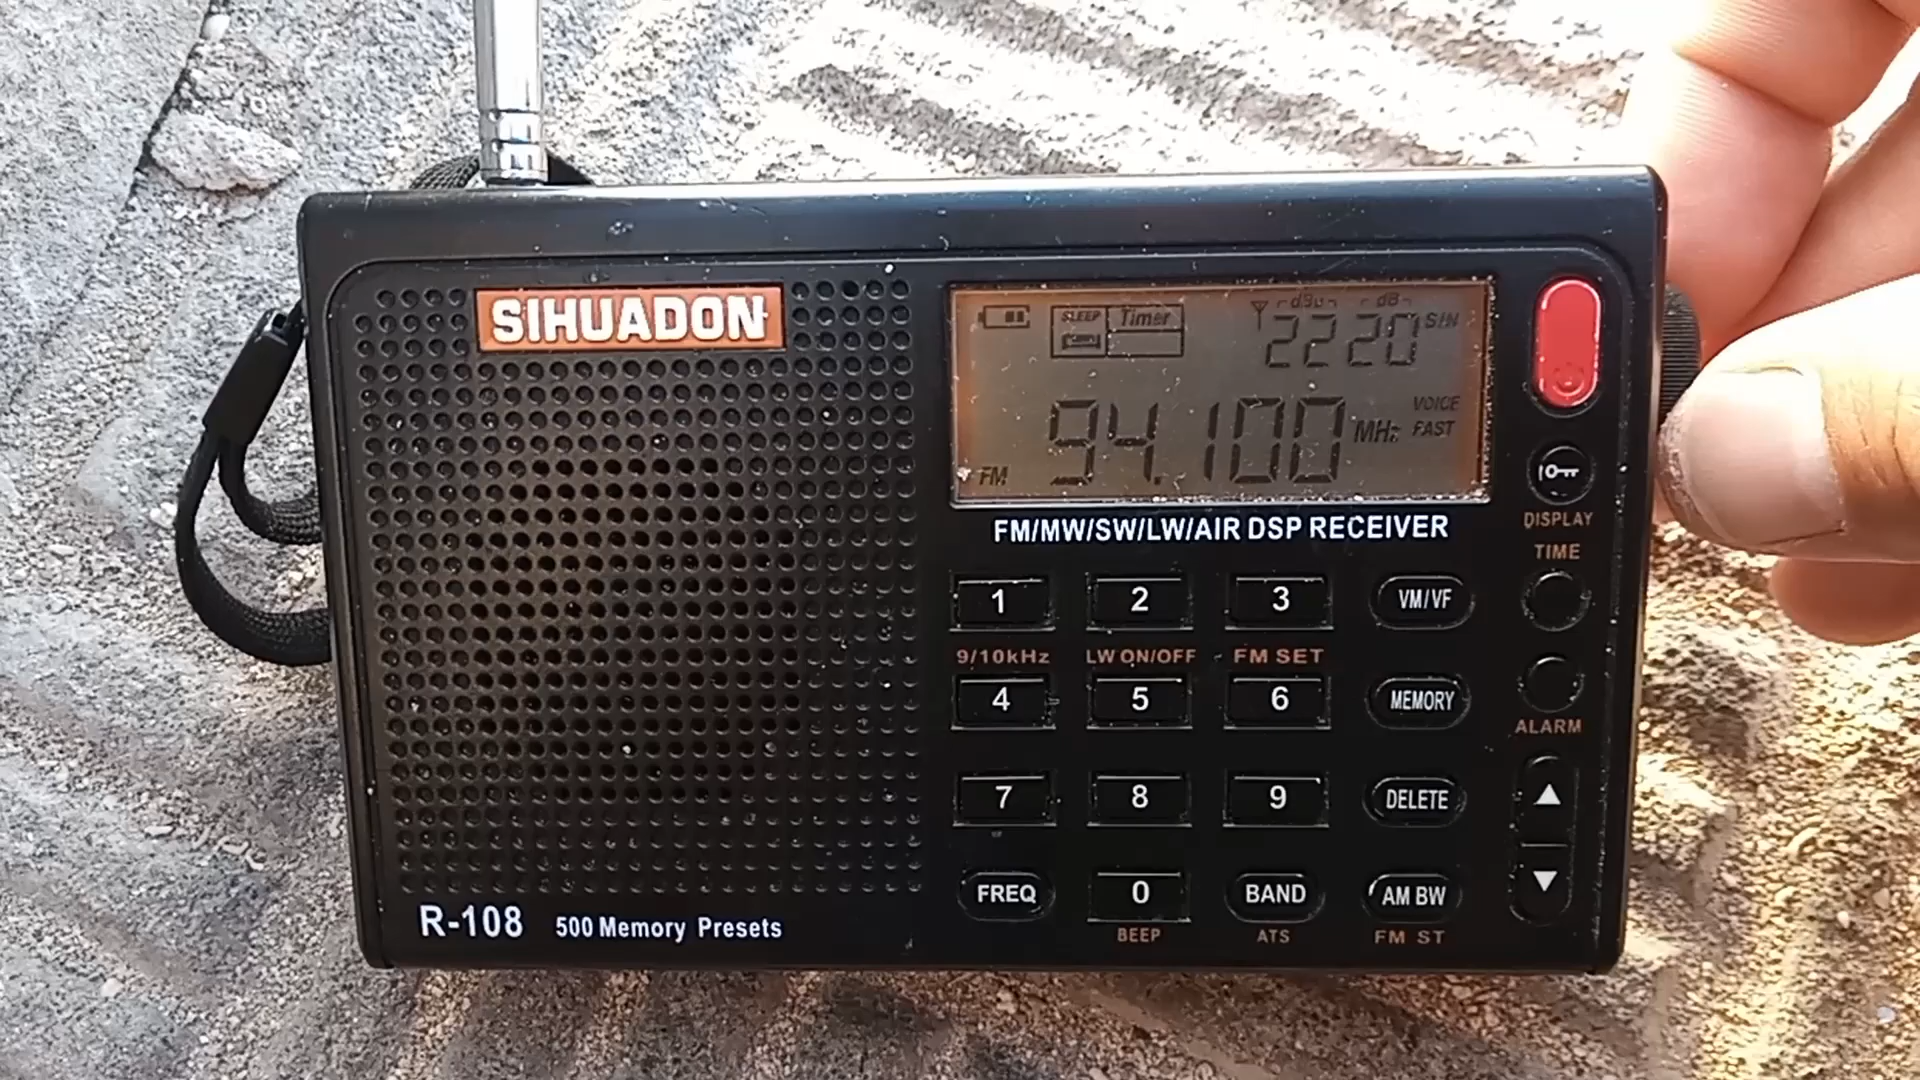 SIHUADON
SLEEP Timer
dBu dB
2220 S/N
94.100 MHz
VOICE
FAST
FM
FM/MW/SW/LW/AIR DSP RECEIVER
DISPLAY
TIME
1 2 3 VM/VF
9/10kHz LW ON/OFF FM SET
4 5 6 MEMORY
ALARM
7 8 9 DELETE
FREQ 0 BAND AM BW
BEEP ATS FM ST
R-108 500 Memory Presets